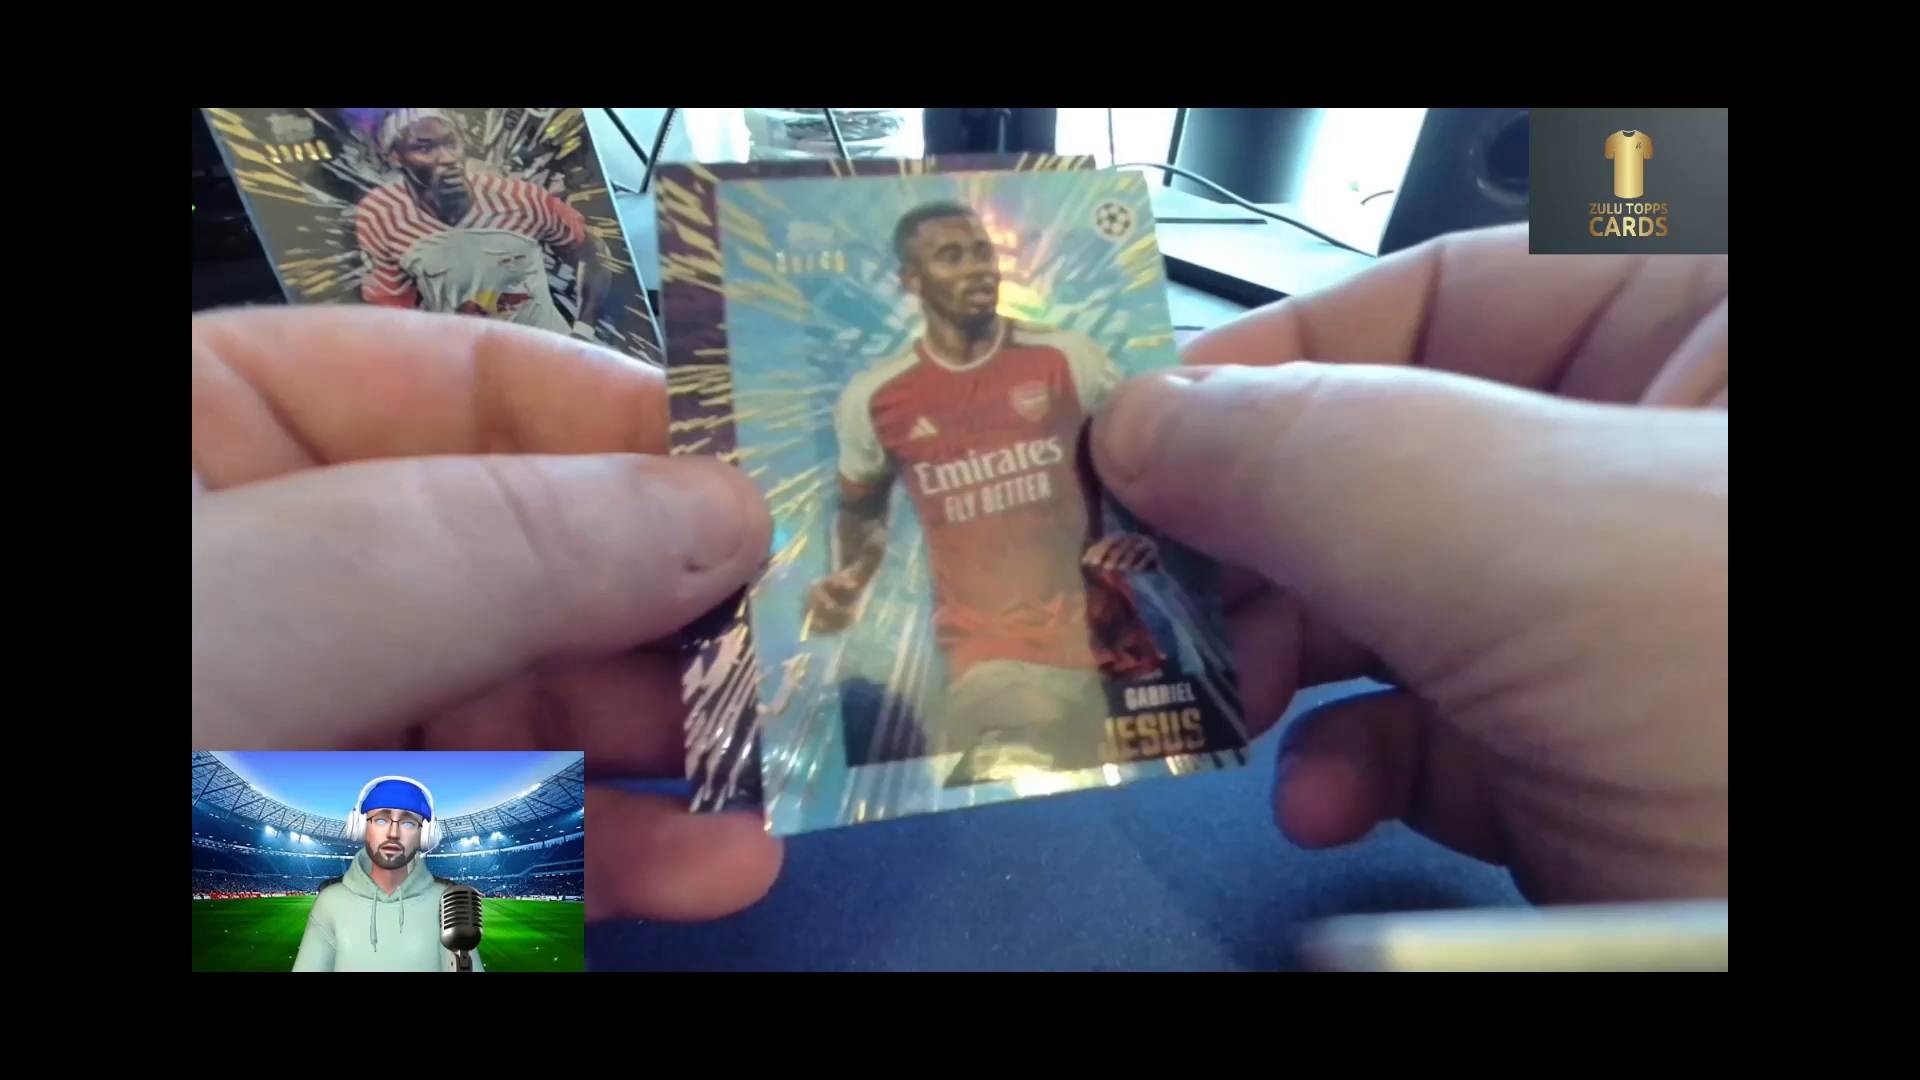 ZULU TOPPS
CARDS
Emirates
FLY BETTER
GABRIEL
JESUS